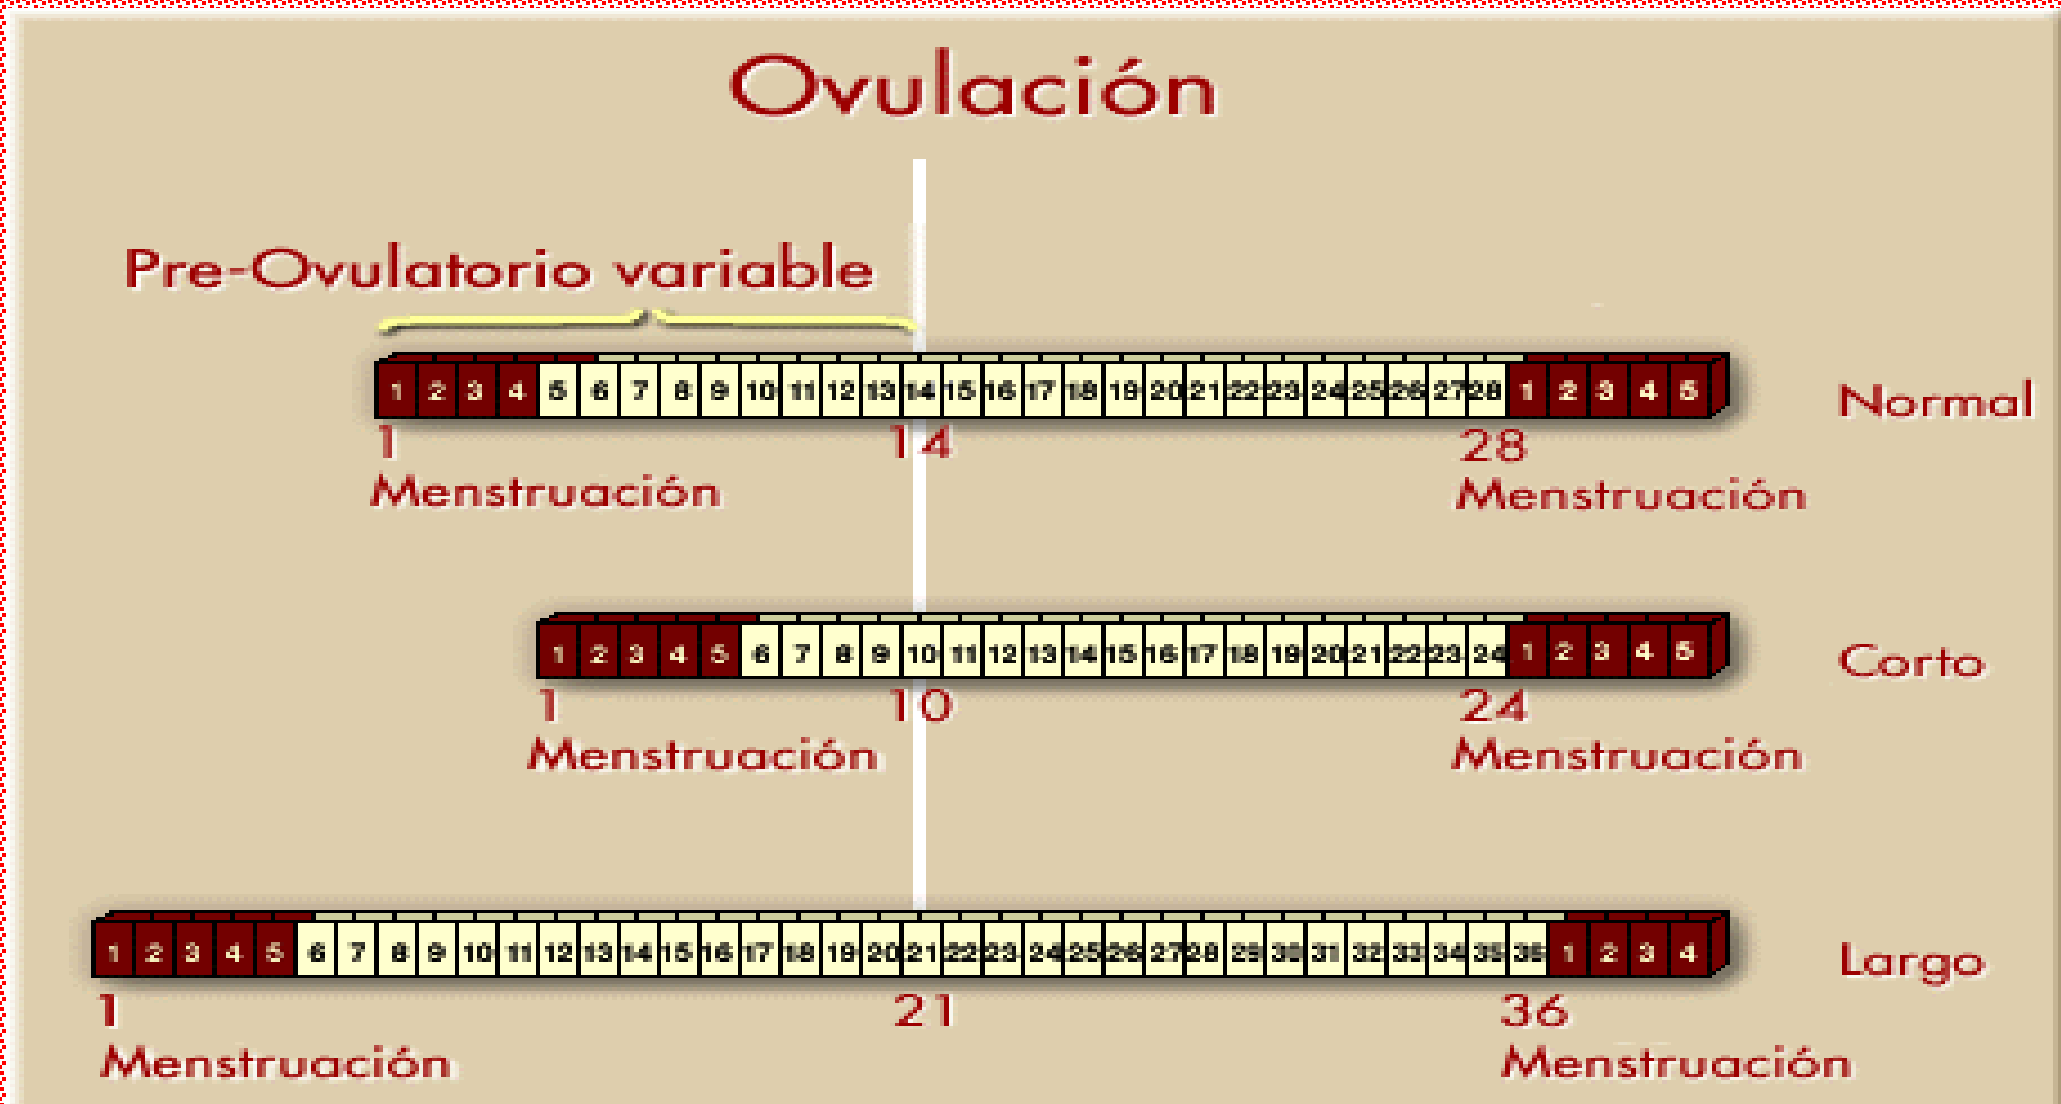 Ovulación
Pre-Ovulatorio variable
1 2 3 4 5 6 7 8 9 10 11 12 13 14 15 16 17 18 19 20 21 22 23 24 25 26 27 28 1 2 3 4 5
Normal
1 14 28
Menstruación Menstruación
1 2 3 4 5 6 7 8 9 10 11 12 13 14 15 16 17 18 19 20 21 22 23 24 1 2 3 4 5
Corto
1 10 24
Menstruación Menstruación
1 2 3 4 5 6 7 8 9 10 11 12 13 14 15 16 17 18 19 20 21 22 23 24 25 26 27 28 29 30 31 32 33 34 35 36 1 2 3 4
Largo
1 21 36
Menstruación Menstruación